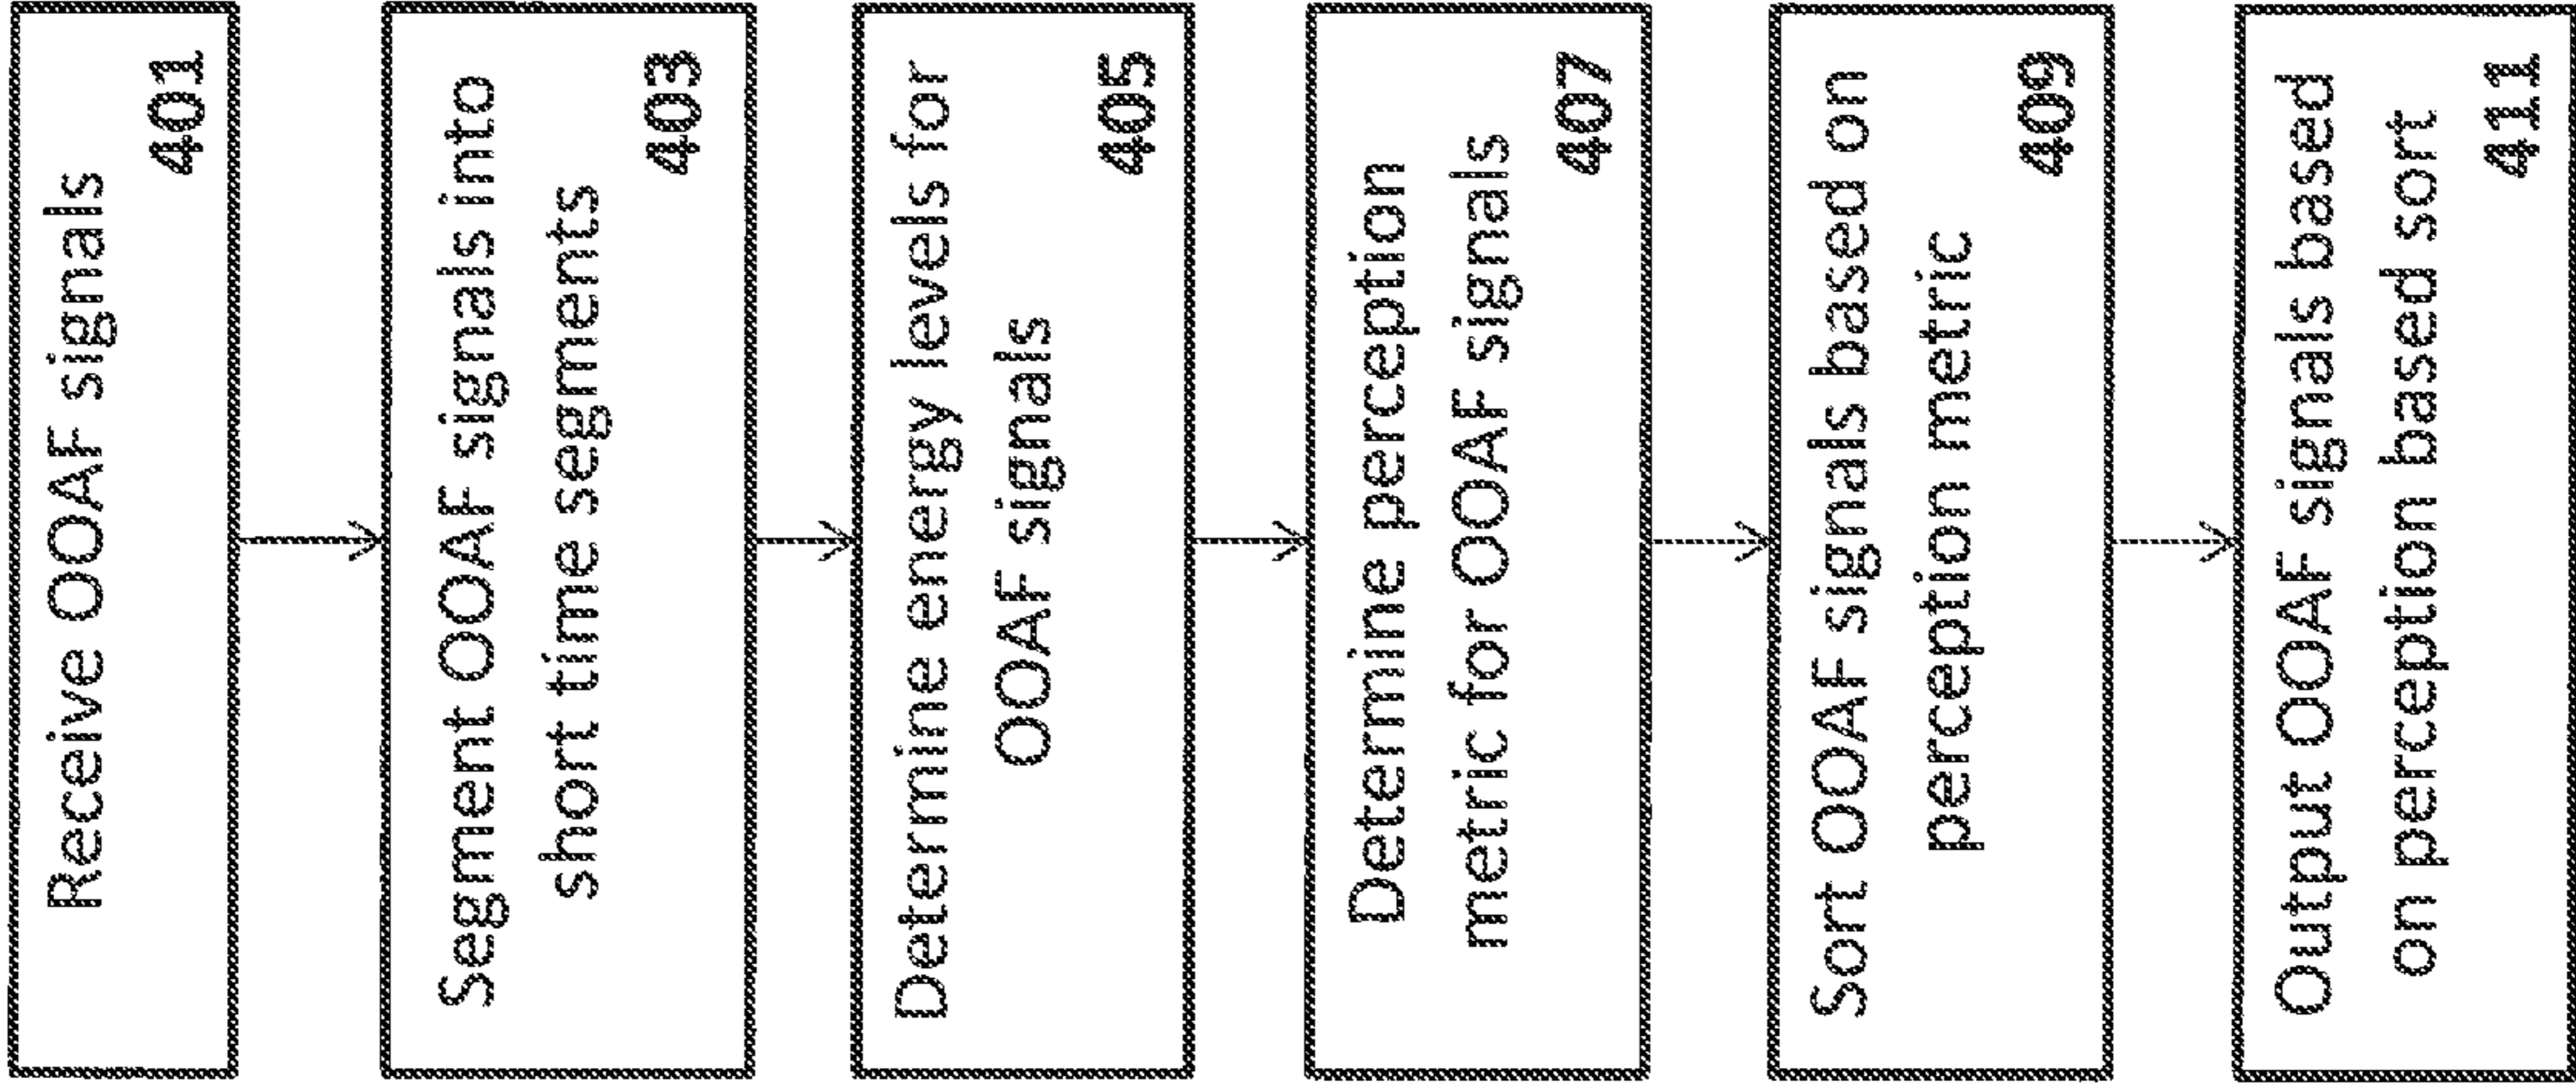 Receive OOAF signals
401
Segment OOAF signals into
short time segments
403
Determine energy levels for
OOAF signals
405
Determine perception
metric for OOAF signals
407
Sort OOAF signals based on
perception metric
409
Output OOAF signals based
on perception based sort
411